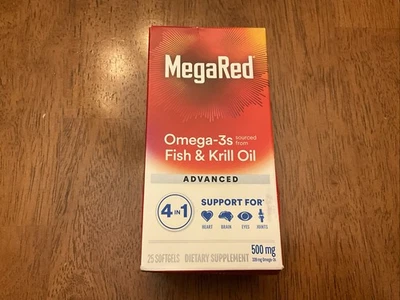 MegaRed
Omega-3s sourced from
Fish & Krill Oil
ADVANCED
4 IN 1
SUPPORT FOR*
HEART BRAIN EYES JOINTS
25 SOFTGELS DIETARY SUPPLEMENT
500 mg